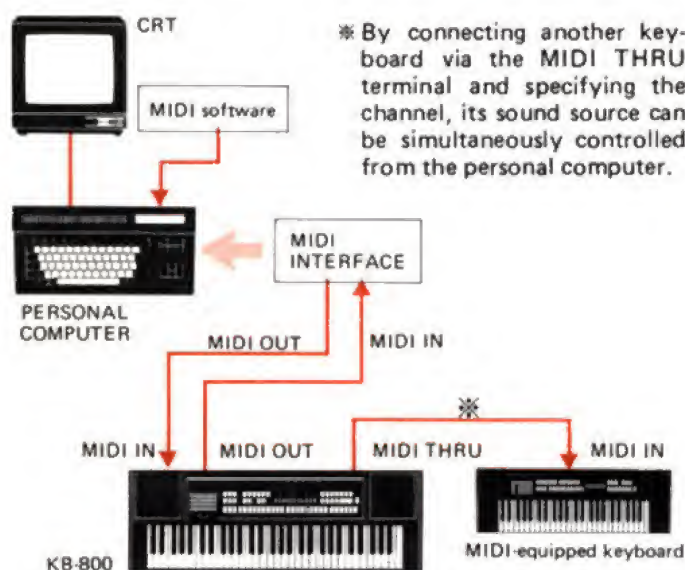 CRT
※ By connecting another key-
board via the MIDI THRU
terminal and specifying the
channel, its sound source can
be simultaneously controlled
from the personal computer.
MIDI software
MIDI
INTERFACE
PERSONAL
COMPUTER
MIDI OUT
MIDI IN
※
MIDI IN
MIDI OUT
MIDI THRU
MIDI IN
KB-800
MIDI-equipped keyboard